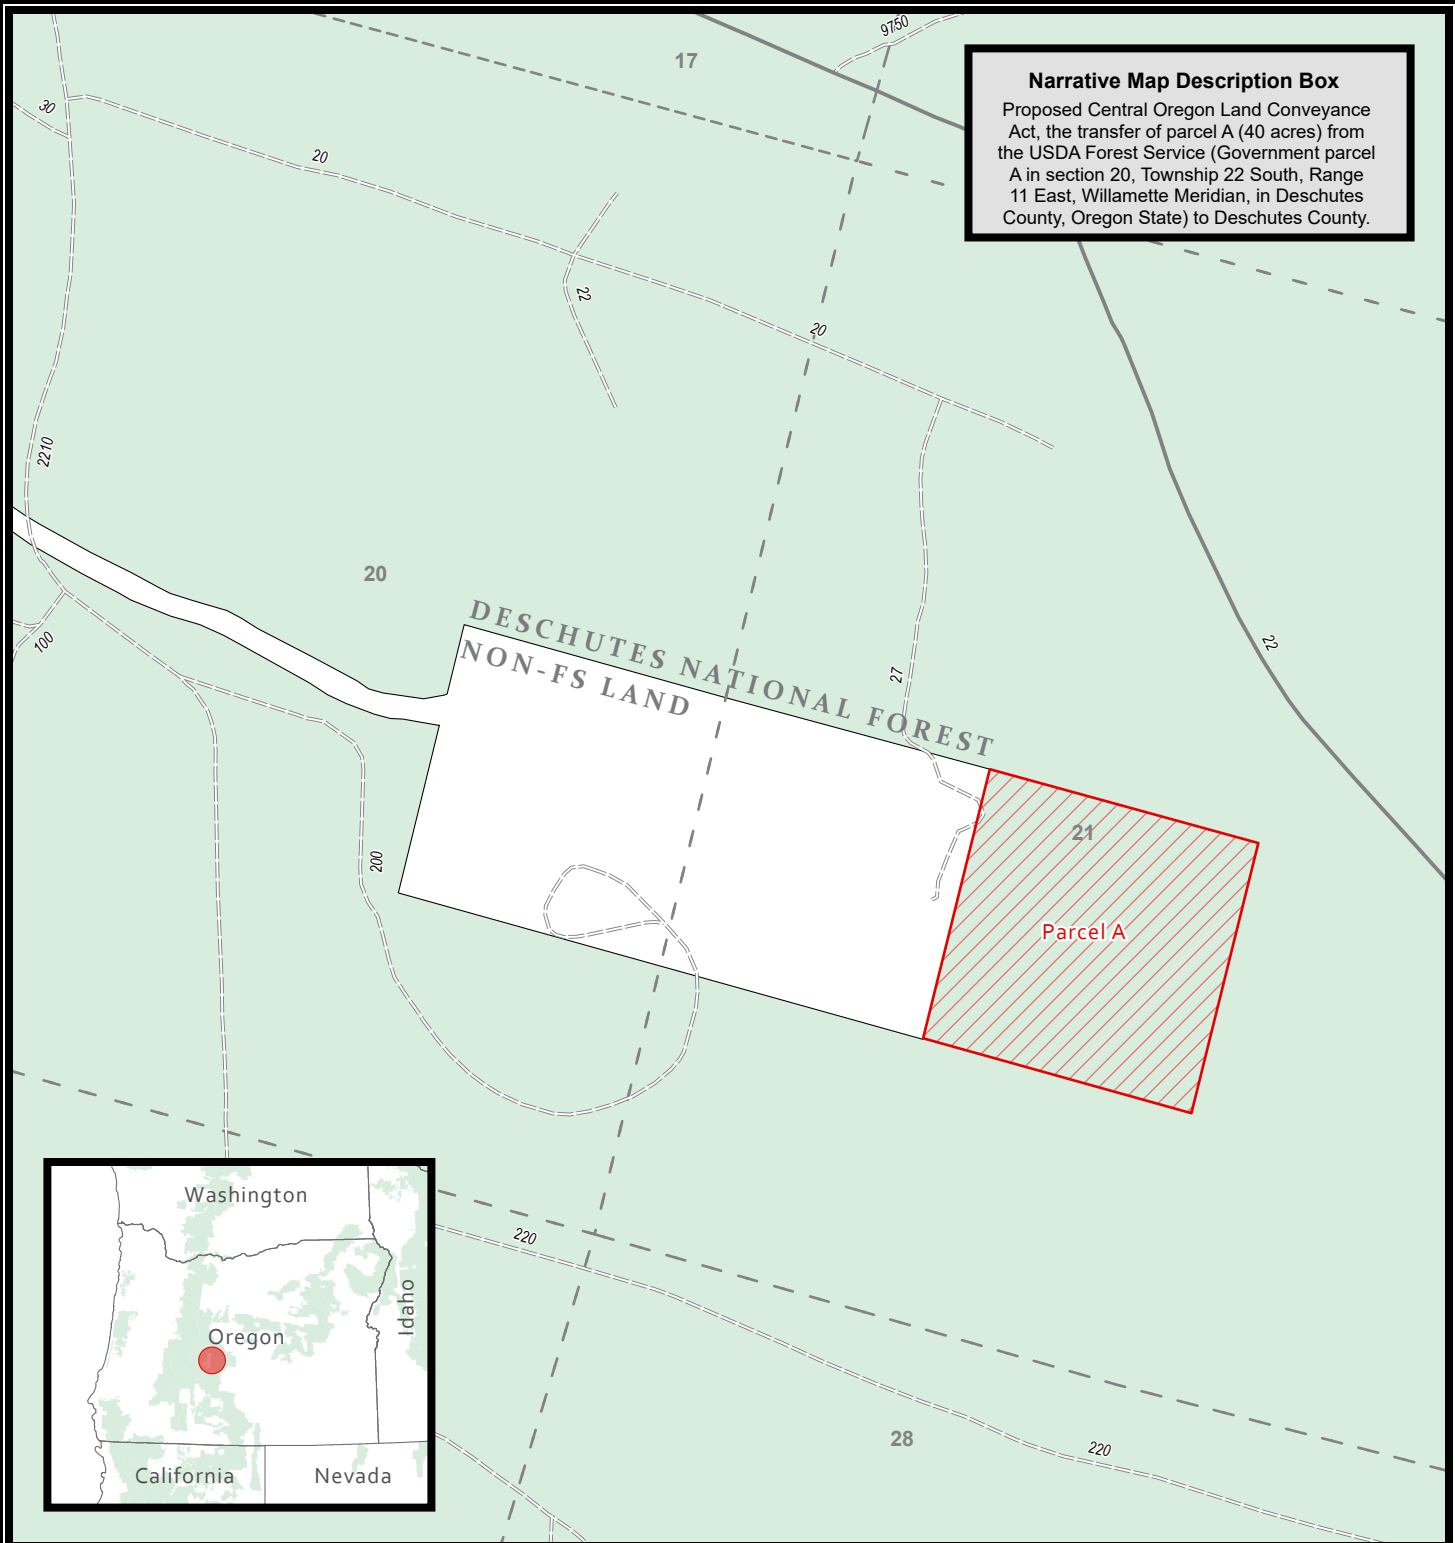 9750
17
Narrative Map Description Box
Proposed Central Oregon Land Conveyance
Act, the transfer of parcel A (40 acres) from
the USDA Forest Service (Government parcel
A in section 20, Township 22 South, Range
11 East, Willamette Meridian, in Deschutes
County, Oregon State) to Deschutes County.
30
20
22
20
2210
20
22
100
DESCHUTES NATIONAL FOREST
NON-FS LAND
27
21
200
Parcel A
220
28
220
Washington
Oregon
Idaho
California
Nevada